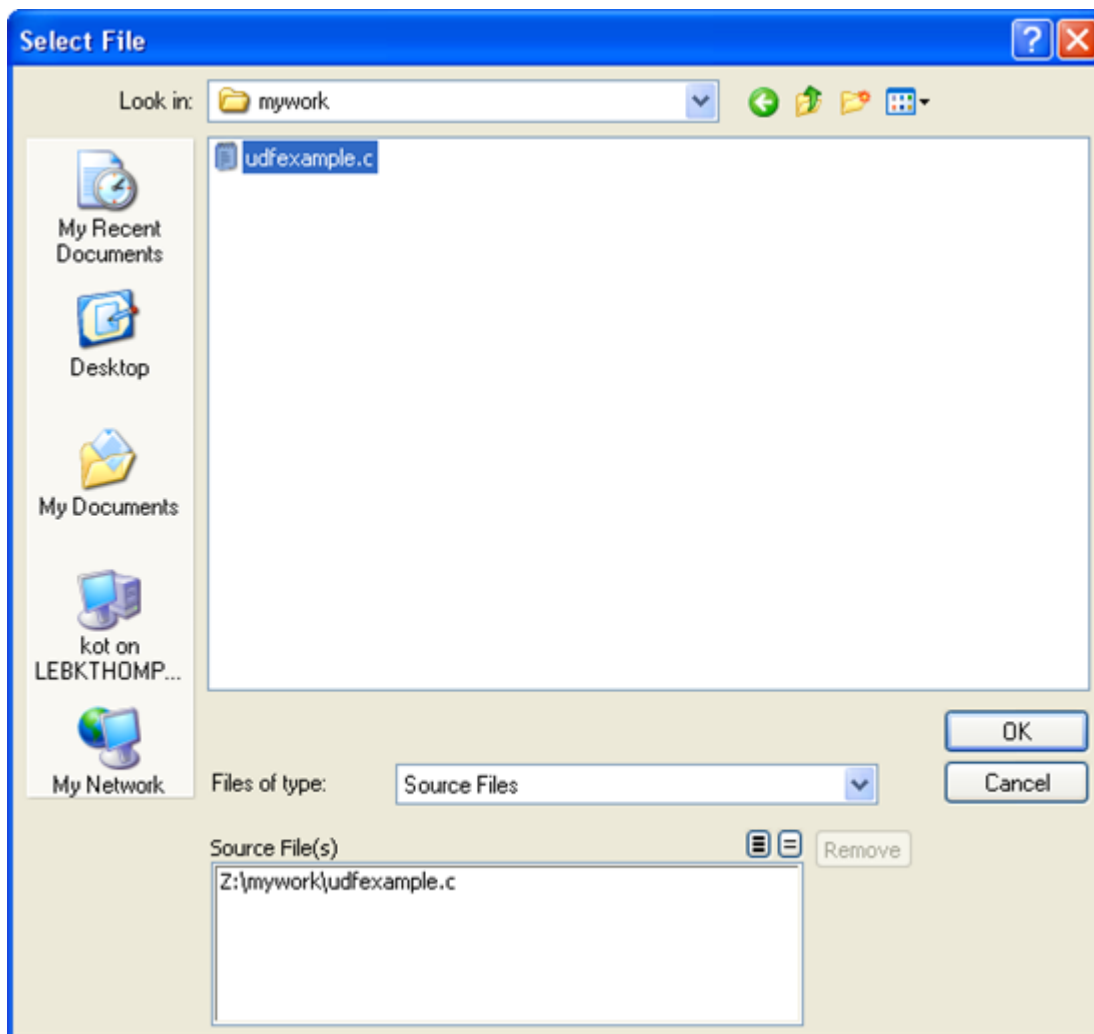 Select File
Look in:
mywork
udfexample.c
My Recent
Documents
Desktop
My Documents
kot on
LEBKTHOMP...
My Network
OK
Files of type:
Source Files
Cancel
Source File(s)
Remove
Z:\mywork\udfexample.c